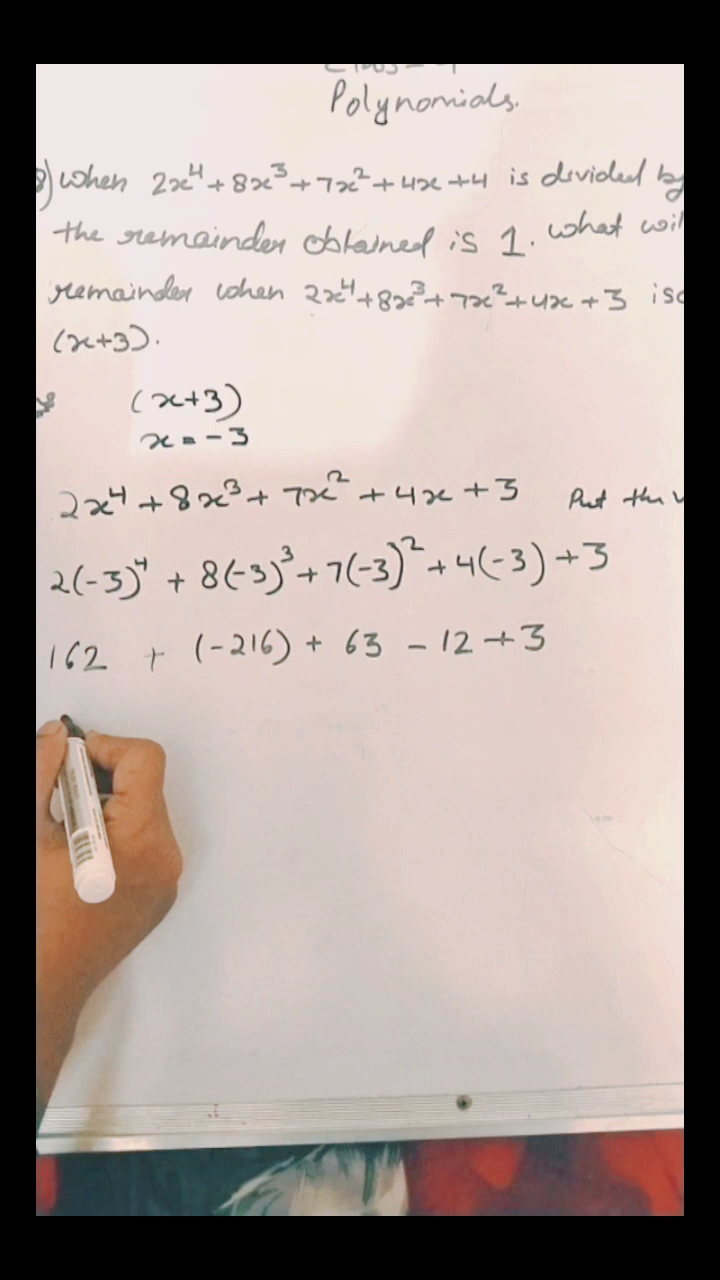 Polynomials.
8) When 2x⁴+8x³+7x²+4x+4 is divided by
the remainder obtained is 1. what
remainder when 2x⁴+8x³+7x²+4x+3
(x+3).
(x+3)
x = -3
2x⁴ + 8x³ + 7x² + 4x + 3 Put the
2(-3)⁴ + 8(-3)³ + 7(-3)² + 4(-3) + 3
162 + (-216) + 63 - 12 + 3